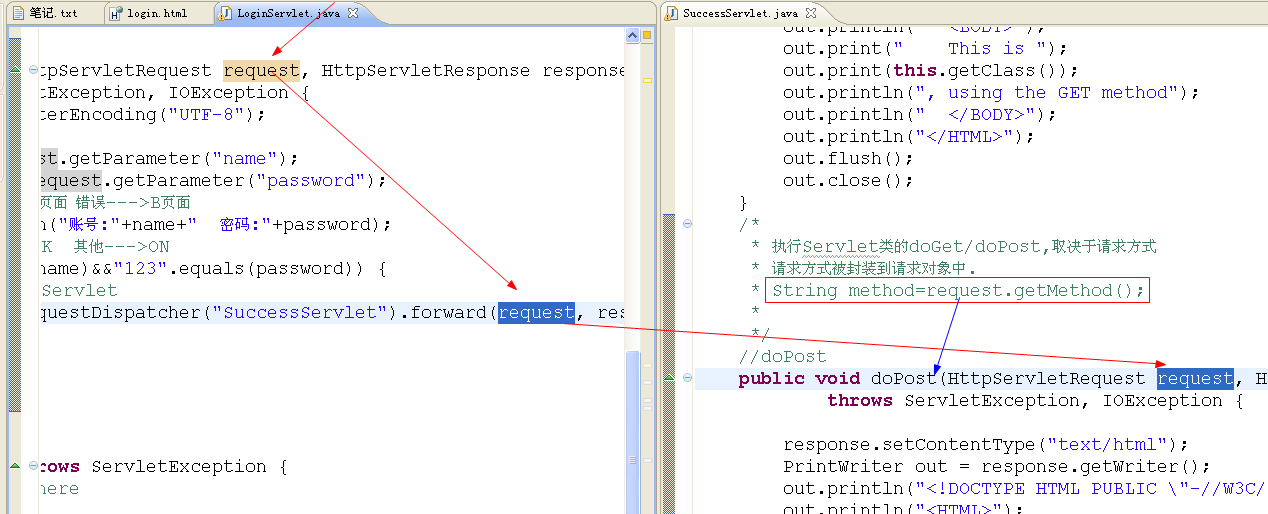 笔记.txt
login.html
LoginServlet.java
ttpServletRequest request, HttpServletResponse response
tException, IOException {
terEncoding("UTF-8");
st.getParameter("name");
equest.getParameter("password");
页面 错误--->B页面
n("账号:"+name+"  密码:"+password);
K  其他--->ON
name)&&"123".equals(password)) {
Servlet
questDispatcher("SuccessServlet").forward(request, res
rows ServletException {
here
SuccessServlet.java
out.println("  <BODY>");
out.print("    This is ");
out.print(this.getClass());
out.println(", using the GET method");
out.println("  </BODY>");
out.println("</HTML>");
out.flush();
out.close();
}
/*
* 执行Servlet类的doGet/doPost,取决于请求方式
* 请求方式被封装到请求对象中.
* String method=request.getMethod();
*
*/
//doPost
public void doPost(HttpServletRequest request, H
throws ServletException, IOException {
response.setContentType("text/html");
PrintWriter out = response.getWriter();
out.println("<!DOCTYPE HTML PUBLIC \"-//W3C/
out.println("<HTML>");